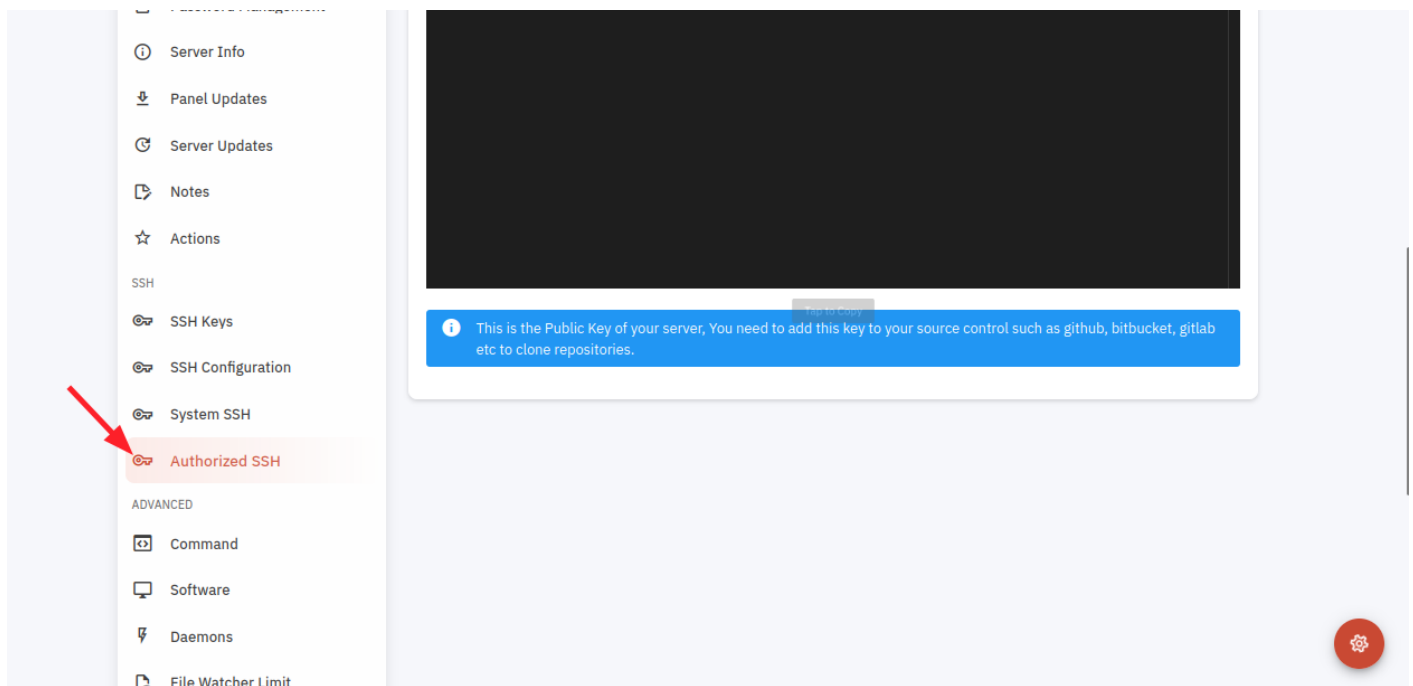 Password Management
Server Info
Panel Updates
Server Updates
Notes
Actions
SSH
SSH Keys
SSH Configuration
System SSH
Authorized SSH
ADVANCED
Command
Software
Daemons
File Watcher Limit
Tap to Copy
This is the Public Key of your server, You need to add this key to your source control such as github, bitbucket, gitlab
etc to clone repositories.